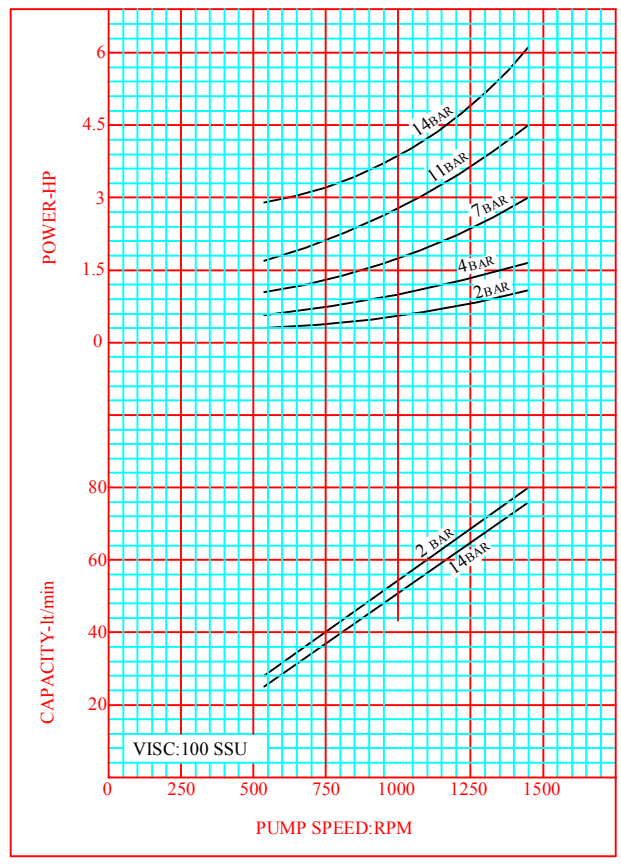 POWER-HP
6
4.5
3
1.5
0
14BAR
11BAR
7BAR
4BAR
2BAR
CAPACITY-lt/min
80
60
40
20
2 BAR
14BAR
VISC:100 SSU
0 250 500 750 1000 1250 1500
PUMP SPEED:RPM